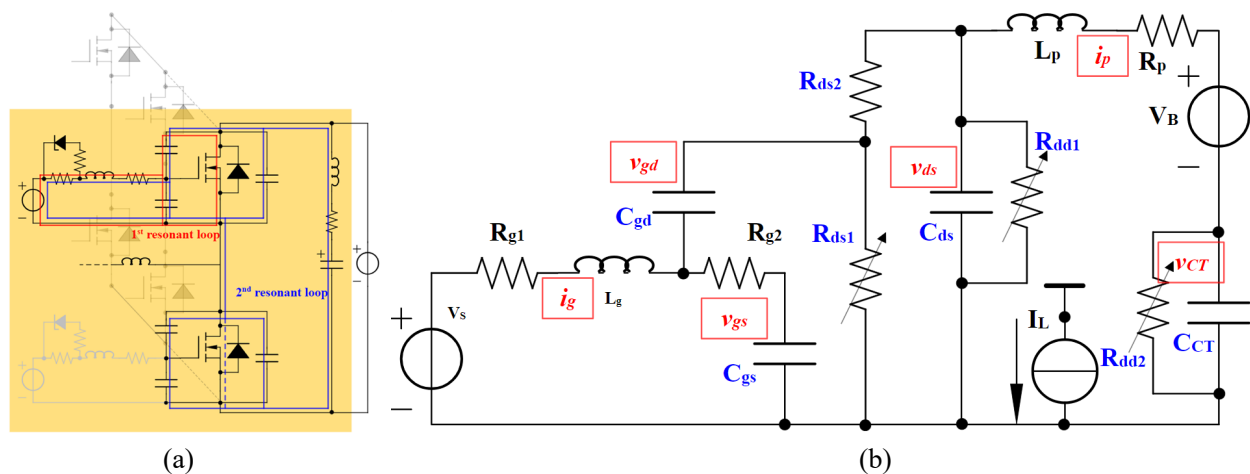 1st resonant loop
2nd resonant loop
+
−
+
−
+
+
−
(a)
Lp
ip
Rp
+
VB
−
Rds2
Rdd1
vgd
vds
Cgd
Cds
Rds1
Rg1
Rg2
ig
Lg
vgs
Vs
+
−
Cgs
IL
vCT
CCT
Rdd2
(b)